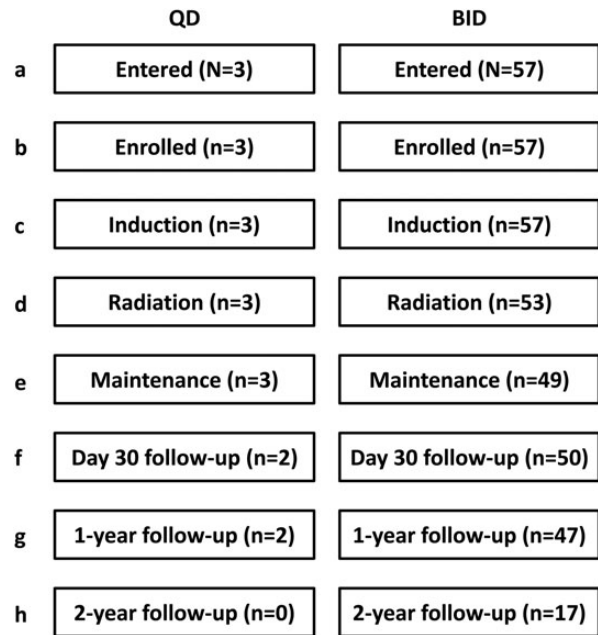 QD BID
a Entered (N=3) Entered (N=57)
b Enrolled (n=3) Enrolled (n=57)
c Induction (n=3) Induction (n=57)
d Radiation (n=3) Radiation (n=53)
e Maintenance (n=3) Maintenance (n=49)
f Day 30 follow-up (n=2) Day 30 follow-up (n=50)
g 1-year follow-up (n=2) 1-year follow-up (n=47)
h 2-year follow-up (n=0) 2-year follow-up (n=17)